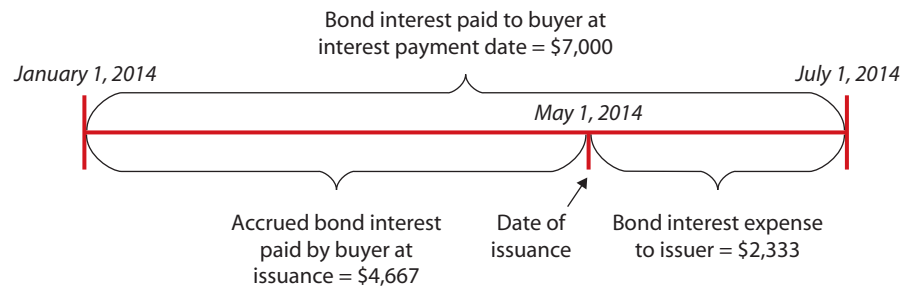 Bond interest paid to buyer at
interest payment date = $7,000
January 1, 2014
July 1, 2014
May 1, 2014
Accrued bond interest
paid by buyer at
issuance = $4,667
Date of
issuance
Bond interest expense
to issuer = $2,333